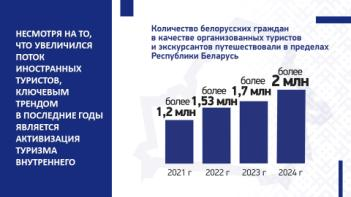 НЕСМОТРЯ НА ТО,
ЧТО УВЕЛИЧИЛСЯ
ПОТОК
ИНОСТРАННЫХ
ТУРИСТОВ,
КЛЮЧЕВЫМ
ТРЕНДОМ
В ПОСЛЕДНИЕ ГОДЫ
ЯВЛЯЕТСЯ
АКТИВИЗАЦИЯ
ТУРИЗМА
ВНУТРЕННЕГО
Количество белорусских граждан
в качестве организованных туристов
и экскурсантов путешествовали в пределах
Республики Беларусь
более
1,2 млн
более
1,53 млн
более
1,7 млн
более
2 млн
2021 г
2022 г
2023 г
2024 г